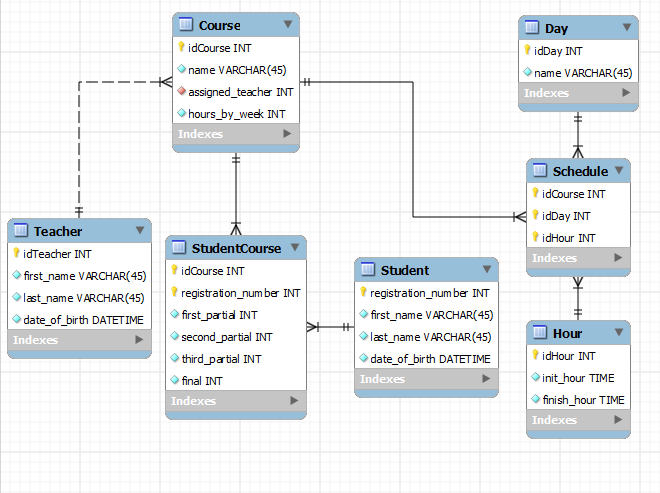 Course
idCourse INT
name VARCHAR(45)
assigned_teacher INT
hours_by_week INT
Indexes
Day
idDay INT
name VARCHAR(45)
Indexes
Schedule
idCourse INT
idDay INT
idHour INT
Indexes
Teacher
idTeacher INT
first_name VARCHAR(45)
last_name VARCHAR(45)
date_of_birth DATETIME
Indexes
StudentCourse
idCourse INT
registration_number INT
first_partial INT
second_partial INT
third_partial INT
final INT
Indexes
Student
registration_number INT
first_name VARCHAR(45)
last_name VARCHAR(45)
date_of_birth DATETIME
Indexes
Hour
idHour INT
init_hour TIME
finish_hour TIME
Indexes